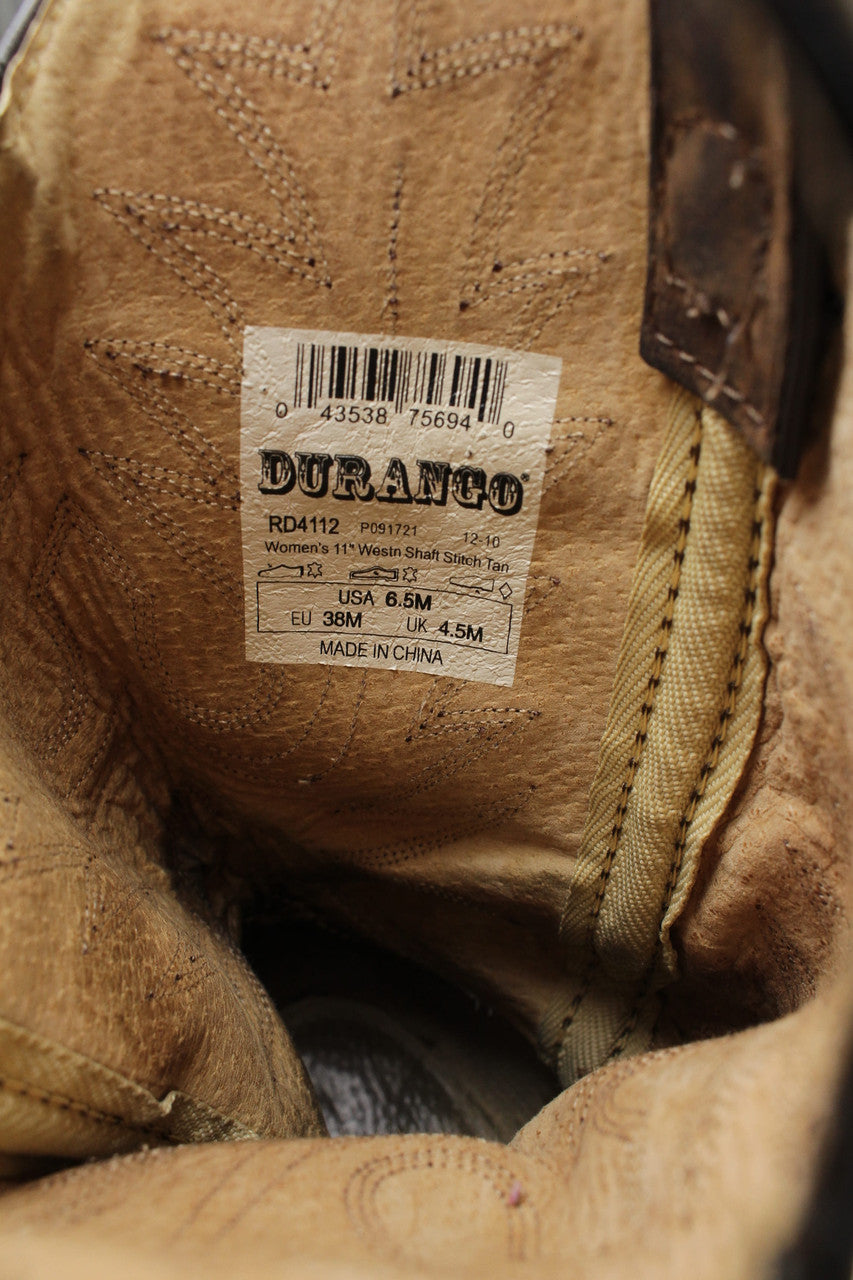 0 43538 75694 0
DURANGO®
RD4112 P091721 12-10
Women's 11" Westn Shaft Stitch Tan
USA 6.5M
EU 38M UK 4.5M
MADE IN CHINA